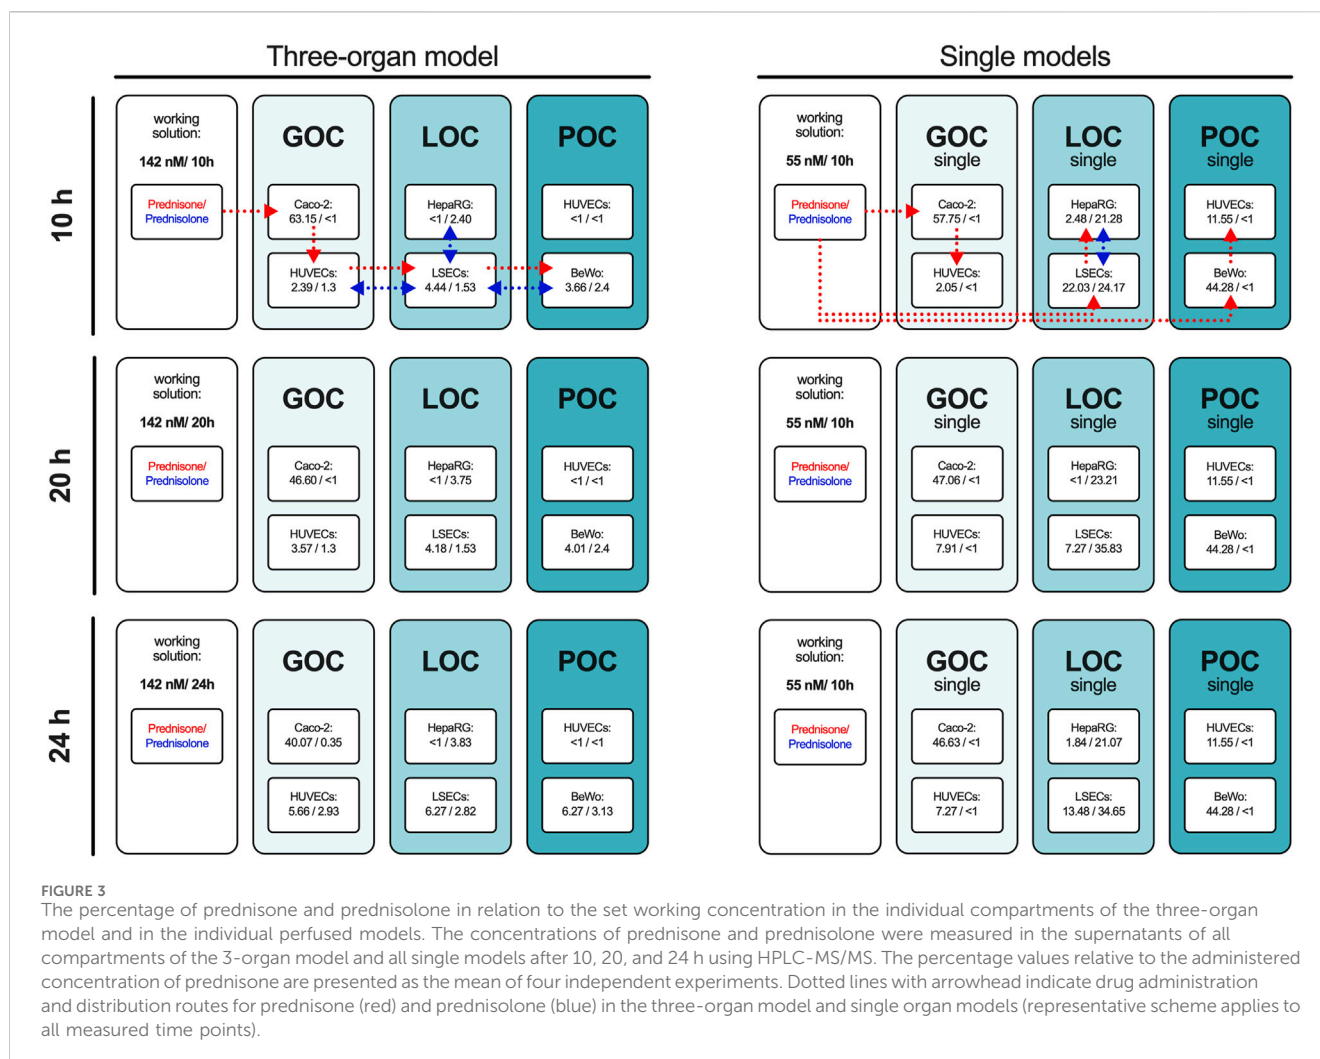 Three-organ model
Single models
10 h
working
solution:
142 nM/ 10h
Prednisone/
Prednisolone
GOC
Caco-2:
63.15 / <1
HUVECs:
2.39 / 1.3
LOC
HepaRG:
<1 / 2.40
LSECs:
4.44 / 1.53
POC
HUVECs:
<1 / <1
BeWo:
3.66 / 2.4
working
solution:
55 nM/ 10h
Prednisone/
Prednisolone
GOC
single
Caco-2:
57.75 / <1
HUVECs:
2.05 / <1
LOC
single
HepaRG:
2.48 / 21.28
LSECs:
22.03 / 24.17
POC
single
HUVECs:
11.55 / <1
BeWo:
44.28 / <1
20 h
working
solution:
142 nM/ 20h
Prednisone/
Prednisolone
GOC
Caco-2:
46.60 / <1
HUVECs:
3.57 / 1.3
LOC
HepaRG:
<1 / 3.75
LSECs:
4.18 / 1.53
POC
HUVECs:
<1 / <1
BeWo:
4.01 / 2.4
working
solution:
55 nM/ 10h
Prednisone/
Prednisolone
GOC
single
Caco-2:
47.06 / <1
HUVECs:
7.91 / <1
LOC
single
HepaRG:
<1 / 23.21
LSECs:
7.27 / 35.83
POC
single
HUVECs:
11.55 / <1
BeWo:
44.28 / <1
24 h
working
solution:
142 nM/ 24h
Prednisone/
Prednisolone
GOC
Caco-2:
40.07 / 0.35
HUVECs:
5.66 / 2.93
LOC
HepaRG:
<1 / 3.83
LSECs:
6.27 / 2.82
POC
HUVECs:
<1 / <1
BeWo:
6.27 / 3.13
working
solution:
55 nM/ 10h
Prednisone/
Prednisolone
GOC
single
Caco-2:
46.63 / <1
HUVECs:
7.27 / <1
LOC
single
HepaRG:
1.84 / 21.07
LSECs:
13.48 / 34.65
POC
single
HUVECs:
11.55 / <1
BeWo:
44.28 / <1
FIGURE 3
The percentage of prednisone and prednisolone in relation to the set working concentration in the individual compartments of the three-organ
model and in the individual perfused models. The concentrations of prednisone and prednisolone were measured in the supernatants of all
compartments of the 3-organ model and all single models after 10, 20, and 24 h using HPLC-MS/MS. The percentage values relative to the administered
concentration of prednisone are presented as the mean of four independent experiments. Dotted lines with arrowhead indicate drug administration
and distribution routes for prednisone (red) and prednisolone (blue) in the three-organ model and single organ models (representative scheme applies to
all measured time points).